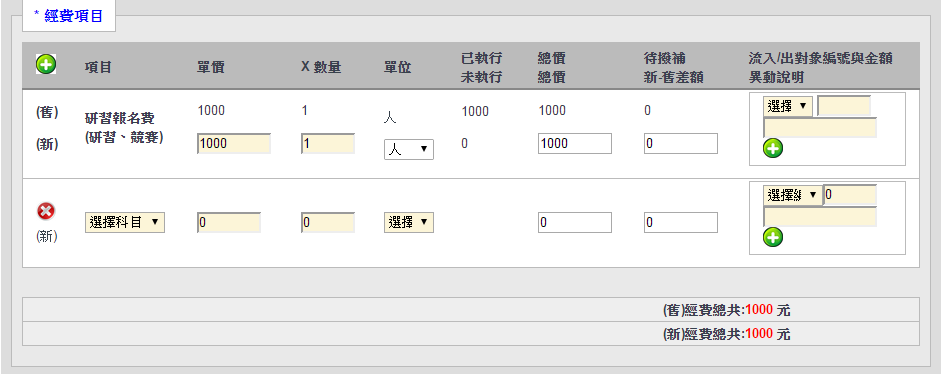 * 經費項目
項目 單價 X 數量 單位 已執行 總價 待撥補 流入/出對象編號與金額
未執行 總價 新-舊差額 異動說明
(舊) 研習報名費 1000 1 人 1000 1000 0 選擇
(新) (研習、競賽) 1000 1 人 0 1000 0
(新) 選擇科目 0 0 選擇 0 0 選擇 0
(舊)經費總共:1000 元
(新)經費總共:1000 元